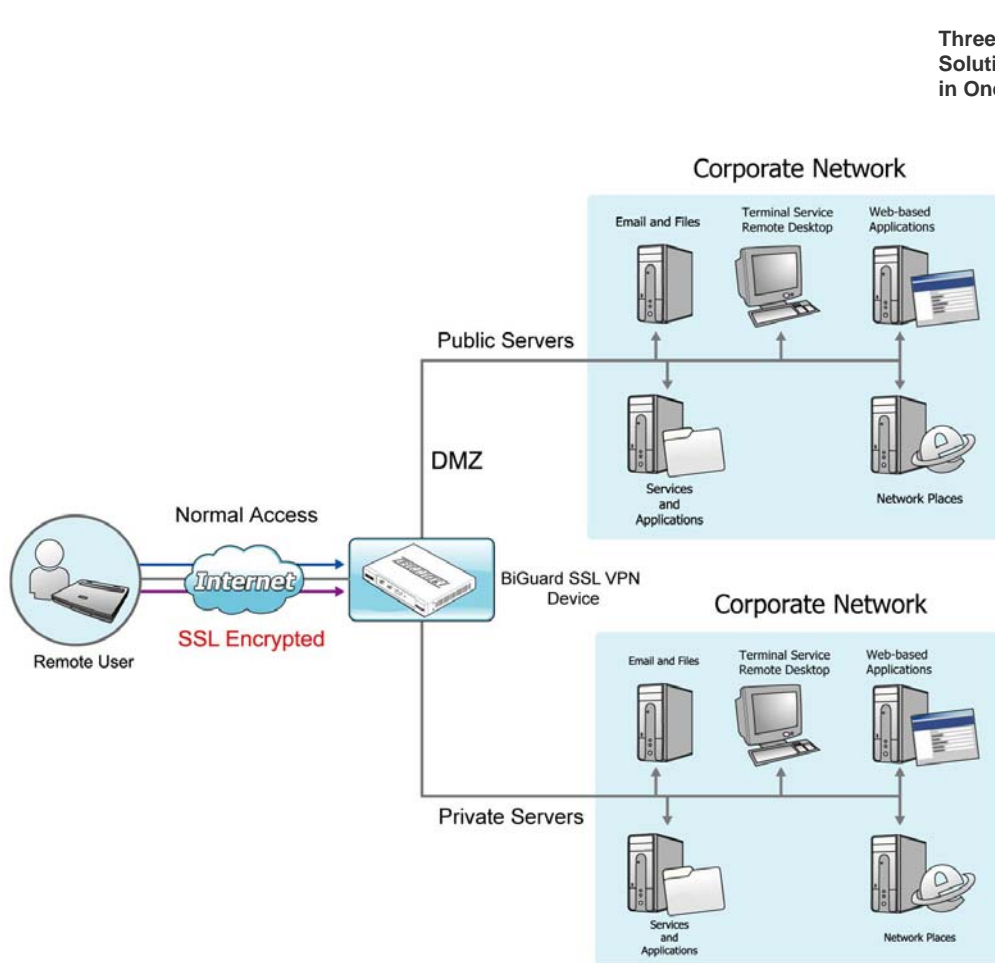 Three
Soluti
in One
Corporate Network
Email and Files
Terminal Service
Remote Desktop
Web-based
Applications
Public Servers
DMZ
Services
and
Applications
Network Places
Normal Access
Internet
SSL Encrypted
Remote User
BiGuard SSL VPN
Device
Corporate Network
Email and Files
Terminal Service
Remote Desktop
Web-based
Applications
Private Servers
Services
and
Applications
Network Places